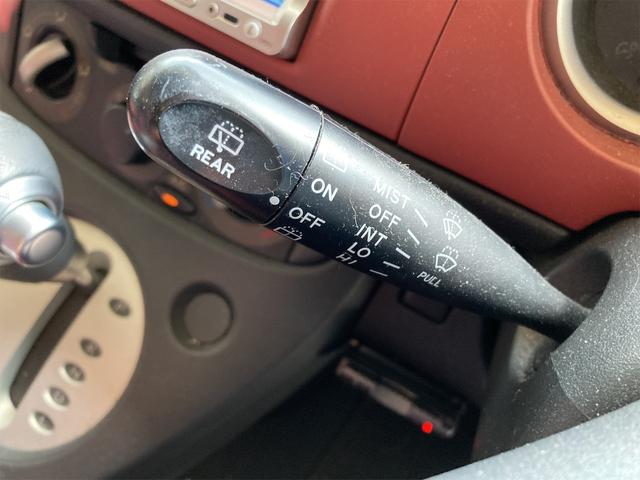 REAR
ON
OFF
MIST
OFF
INT
LO
HI
PULL